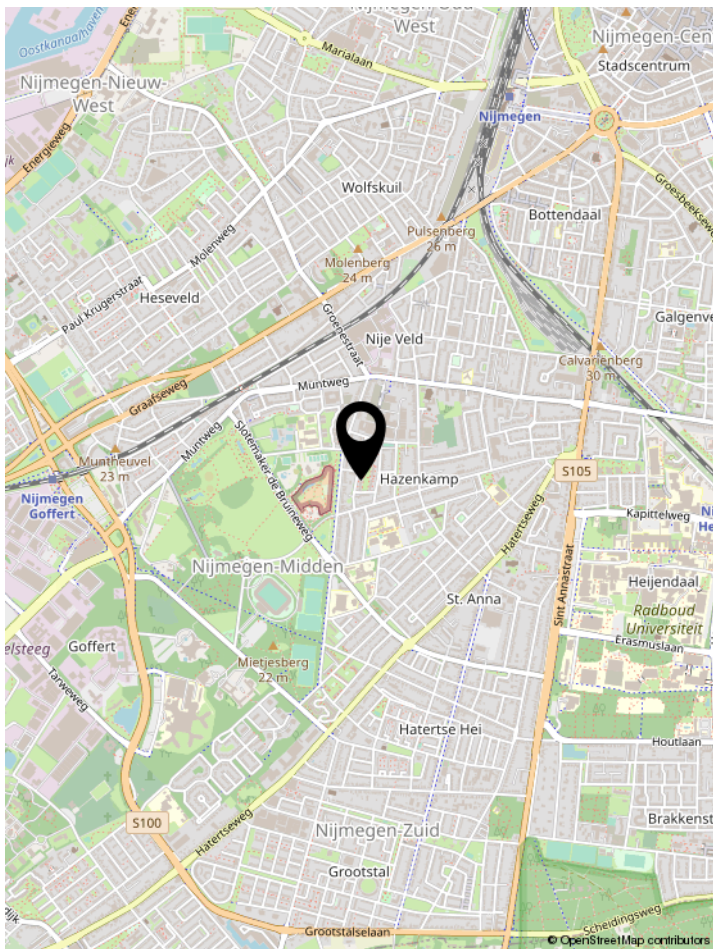 West
Nijmegen-Cen
Stadscentrum
Marialaan
Oostkanaalhaven
Nijmegen-Nieuw-
West
Energieweg
Nijmegen
Wolfskuil
Groesbeekseweg
Bottendaal
Pulsenberg
26 m
Molenweg
Molenberg
24 m
Paul Krugerstraat
Heseveld
Groenestraat
Galgenve
Nije Veld
Calvariënberg
30 m
Graafseweg
Muntweg
Muntweg
Slotemaker de Bruïneweg
Muntheuvel
23 m
Nijmegen
Goffert
Hazenkamp
S105
Hatertseweg
Kapittelweg
Nijmegen-Midden
Heijendaal
St. Anna
Sint Annastraat
Radboud
Universiteit
Erasmuslaan
Goffert
elsteeg
Mietjesberg
22 m
Tarweweg
Hatertse Hei
Houtlaan
S100
Hatertseweg
Nijmegen-Zuid
Brakkenst
Grootstal
Grootstalselaan
Scheidingsweg
© OpenStreetMap contributors